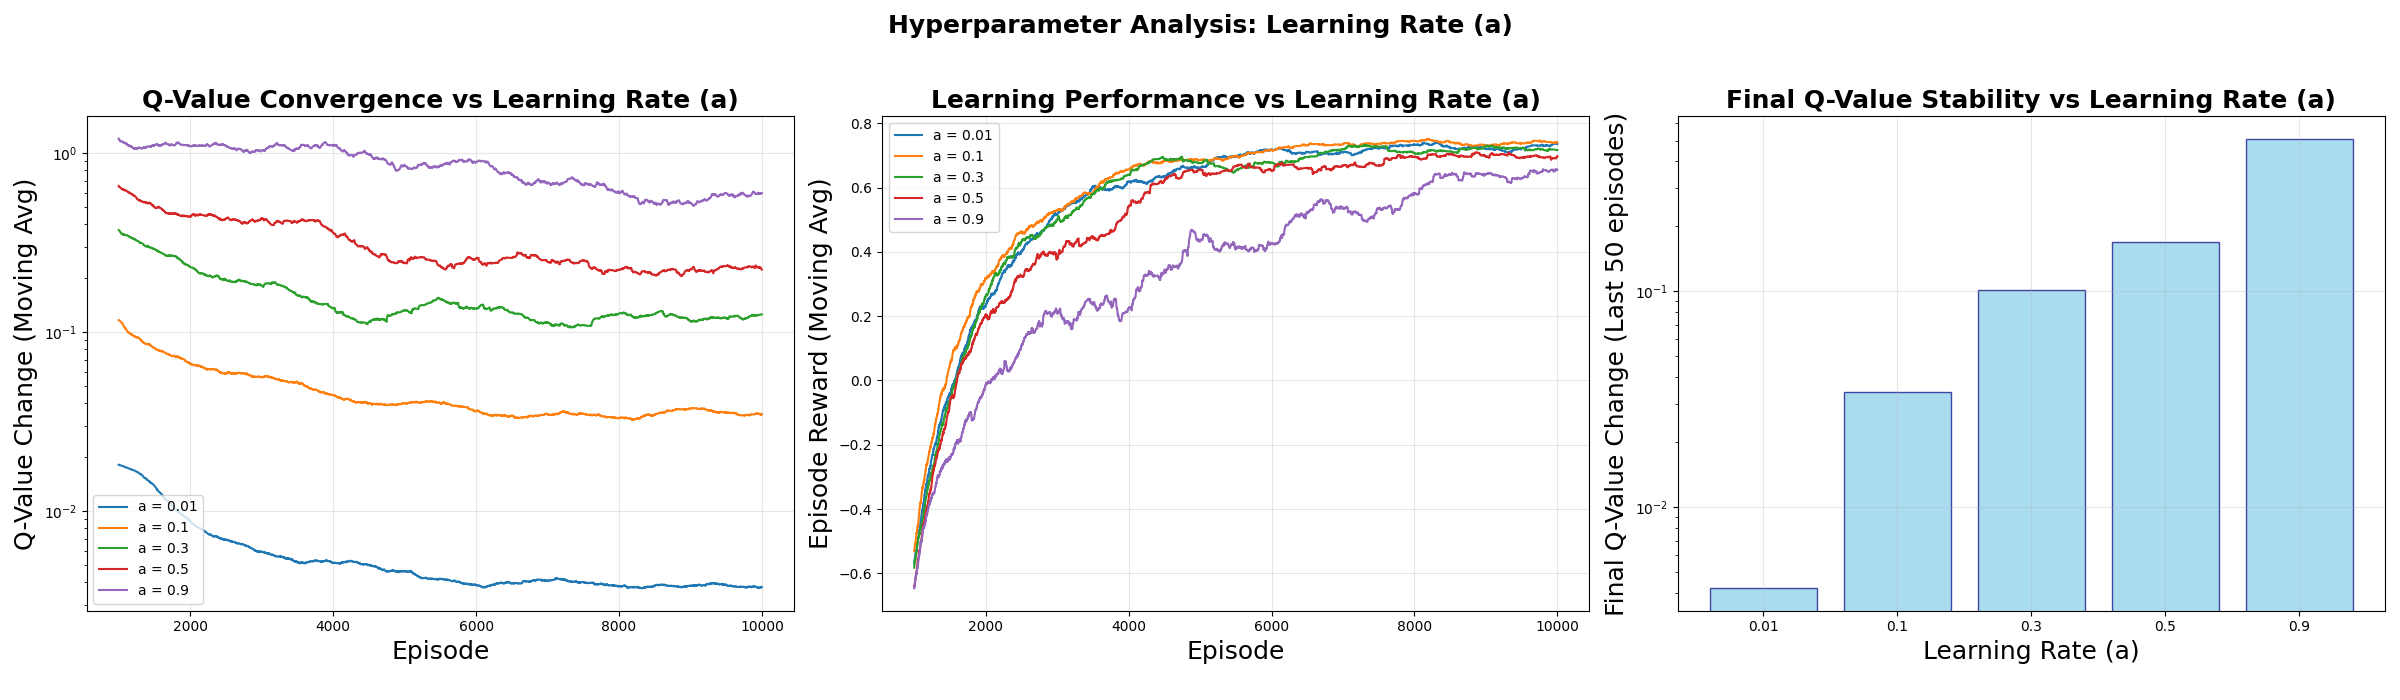 Hyperparameter Analysis: Learning Rate (a)
Q-Value Convergence vs Learning Rate (a)
Q-Value Change (Moving Avg)
10⁰
10⁻¹
10⁻²
a = 0.01
a = 0.1
a = 0.3
a = 0.5
a = 0.9
2000
4000
6000
8000
10000
Episode
Learning Performance vs Learning Rate (a)
Episode Reward (Moving Avg)
0.8
0.6
0.4
0.2
0.0
−0.2
−0.4
−0.6
a = 0.01
a = 0.1
a = 0.3
a = 0.5
a = 0.9
2000
4000
6000
8000
10000
Episode
Final Q-Value Stability vs Learning Rate (a)
Final Q-Value Change (Last 50 episodes)
10⁻¹
10⁻²
0.01
0.1
0.3
0.5
0.9
Learning Rate (a)